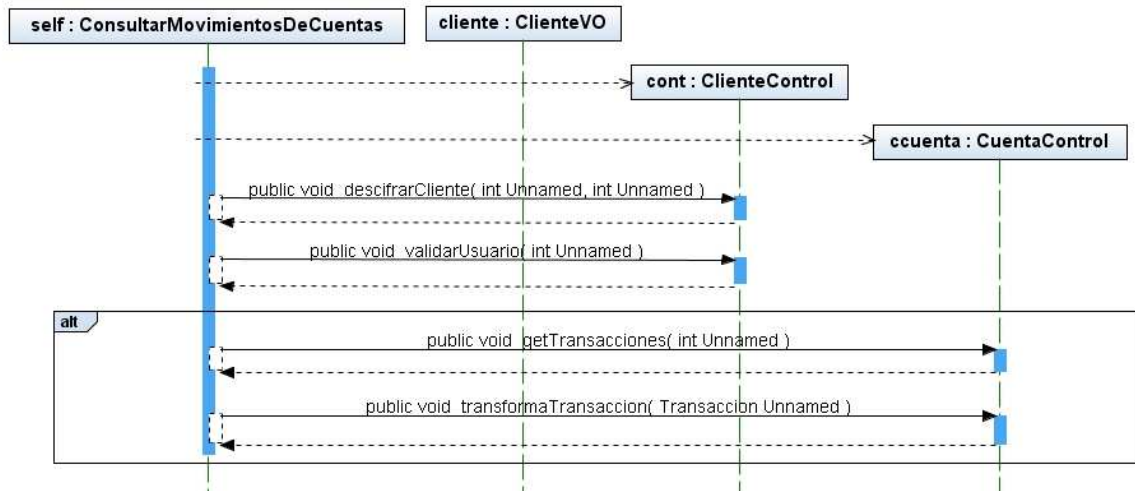 self : ConsultarMovimientosDeCuentas
cliente : ClienteVO
cont : ClienteControl
ccuenta : CuentaControl
public void descifrarCliente( int Unnamed, int Unnamed )
public void validarUsuario( int Unnamed )
alt
public void getTransacciones( int Unnamed )
public void transformaTransaccion( Transaccion Unnamed )